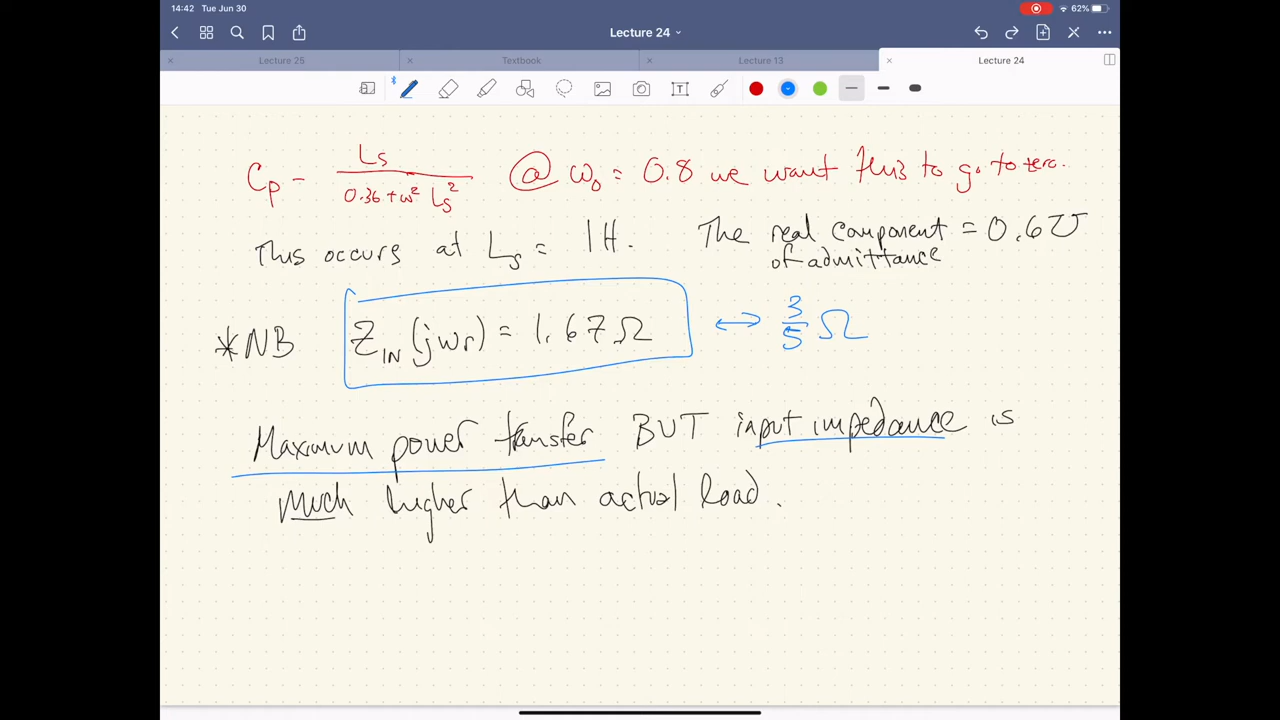 14:42 Tue Jun 30
62%
Lecture 24
Lecture 25
Textbook
Lecture 13
Lecture 24
Cp - Ls / 0.36 + ω² Ls² @ ω₀ = 0.8 we want this to go to zero.
This occurs at Ls = 1H. The real component = 0.6 ℧
of admittance
*NB Z_IN (jωr) = 1.67 Ω ↔ 3/5 Ω
Maximum power transfer BUT input impedance is
much higher than actual load.